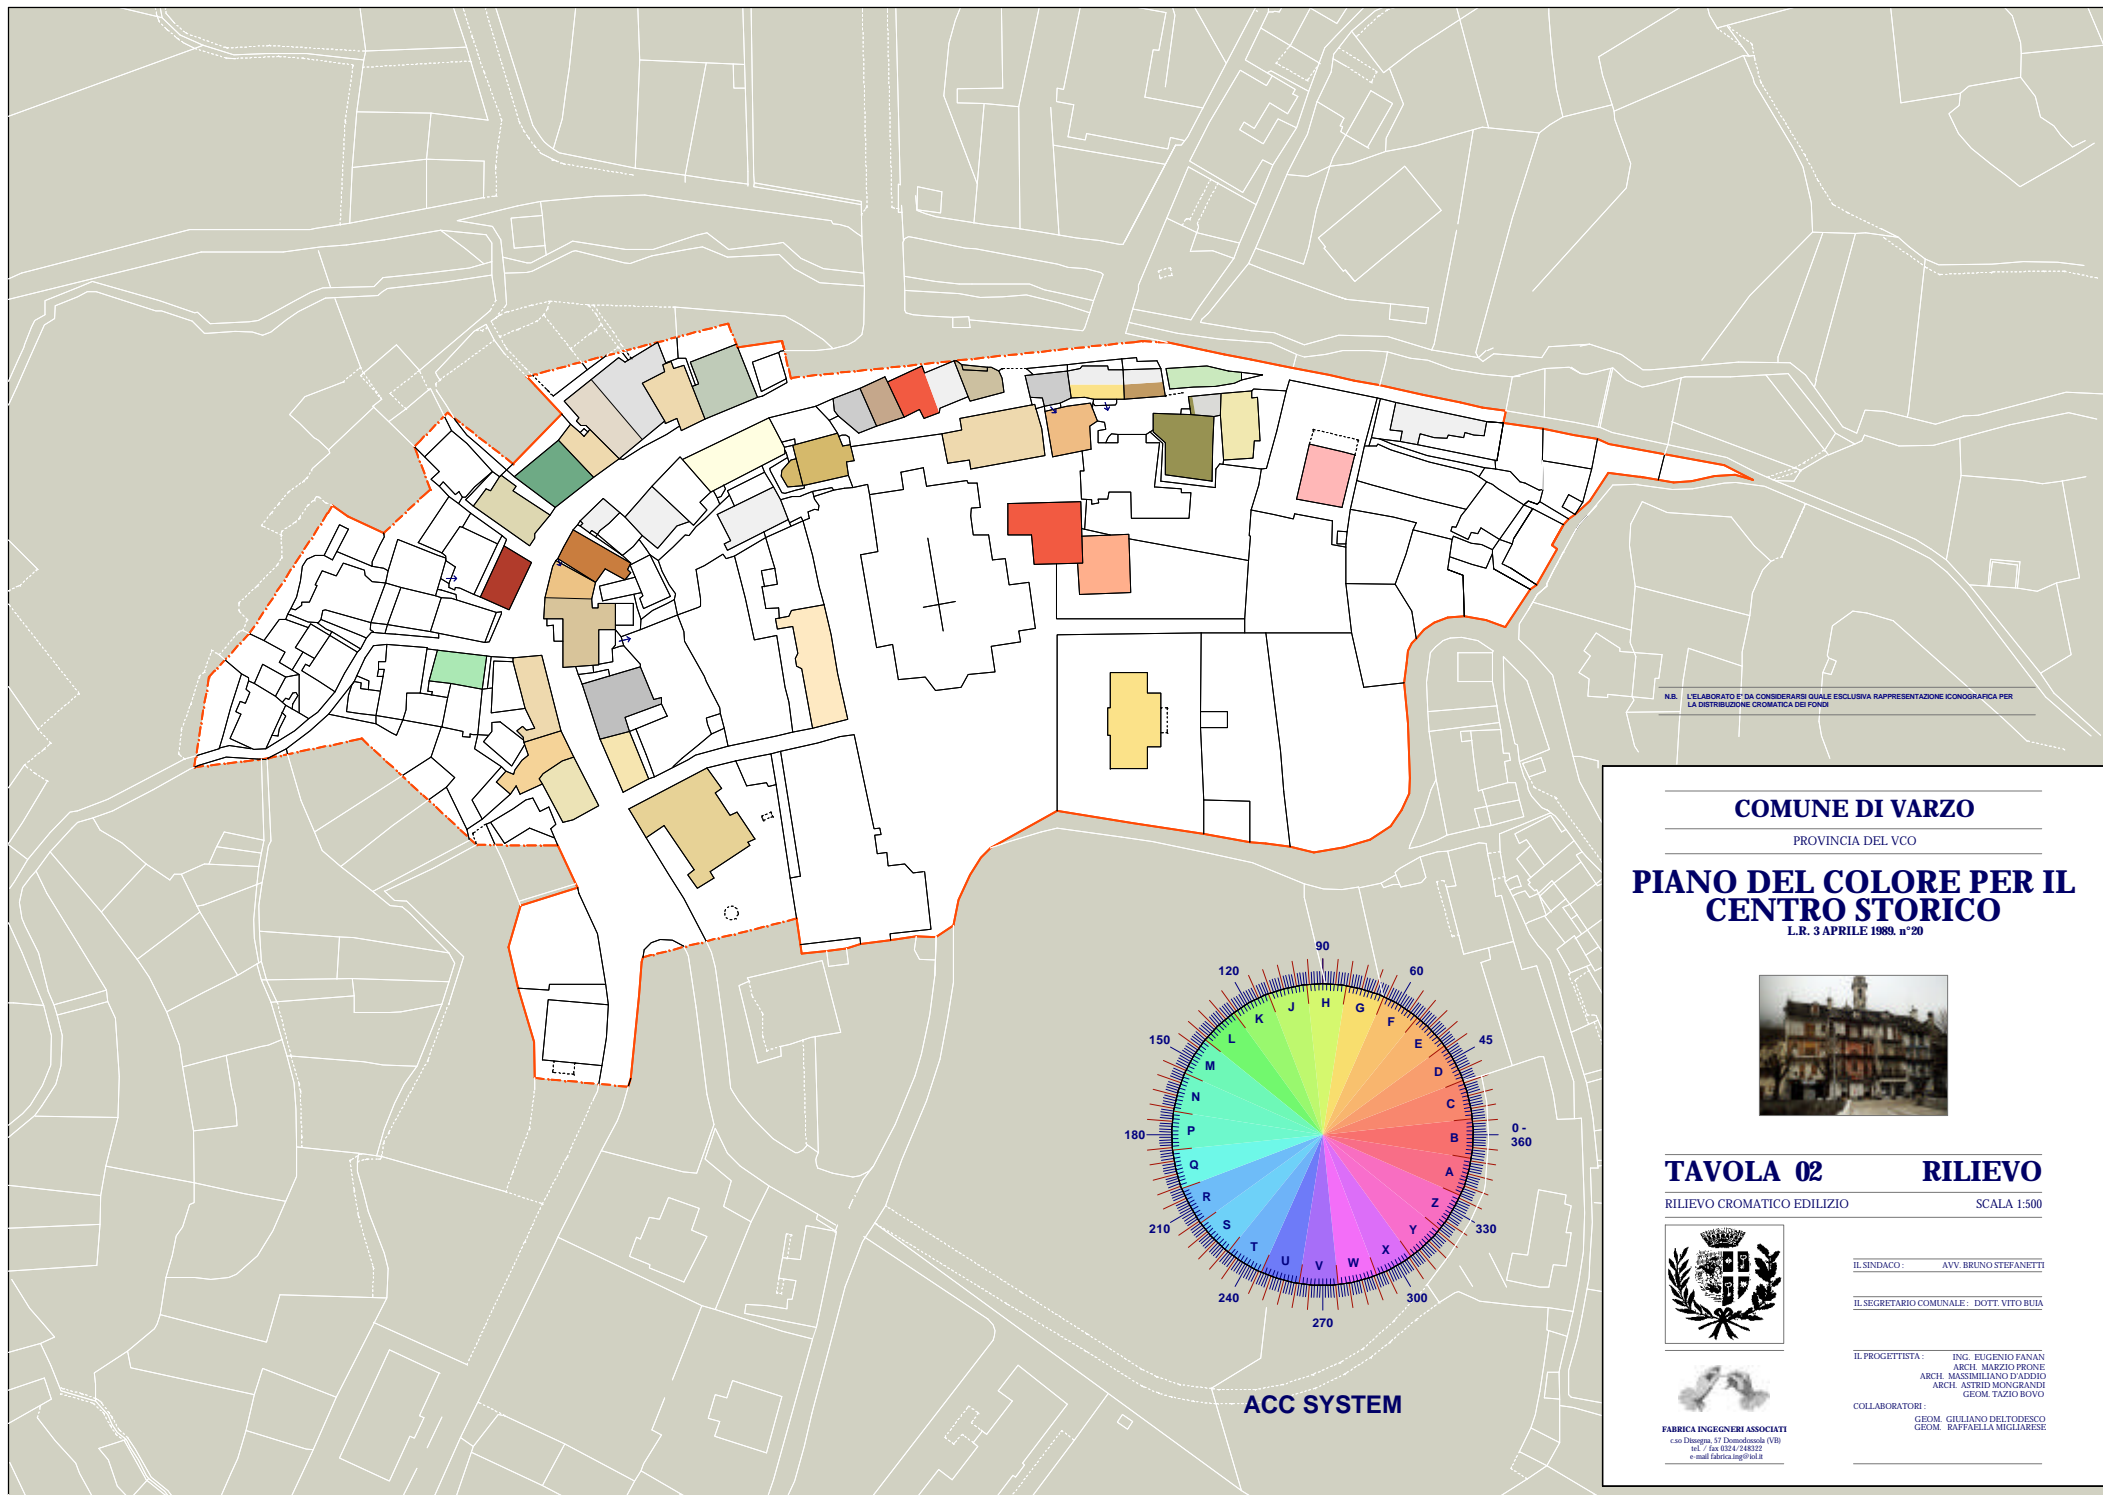 N.B. L'ELABORATO E' DA CONSIDERARSI QUALE ESCLUSIVA RAPPRESENTAZIONE ICONOGRAFICA PER
LA DISTRIBUZIONE CROMATICA DEI FONDI
COMUNE DI VARZO
PROVINCIA DEL VCO
PIANO DEL COLORE PER IL
CENTRO STORICO
L.R. 3 APRILE 1989. n°20
90
120
60
H
J
G
K
F
L
E
150
45
M
D
N
C
180
P
B
0 -
360
Q
A
R
Z
210
S
Y
330
T
X
U
V
W
240
300
270
ACC SYSTEM
TAVOLA 02 RILIEVO
RILIEVO CROMATICO EDILIZIO SCALA 1:500
IL SINDACO : AVV. BRUNO STEFANETTI
IL SEGRETARIO COMUNALE : DOTT. VITO BUIA
IL PROGETTISTA : ING. EUGENIO FANAN
ARCH. MARZIO PRONE
ARCH. MASSIMILIANO D'ADDIO
ARCH. ASTRID MONGRANDI
GEOM. TAZIO BOVO
COLLABORATORI :
GEOM. GIULIANO DELTODESCO
GEOM. RAFFAELLA MIGLIARESE
FABRICA INGEGNERI ASSOCIATI
c.so Dissegna, 57 Domodossola (VB)
tel. / fax 0324/248322
e-mail fabrica.ing@iol.it